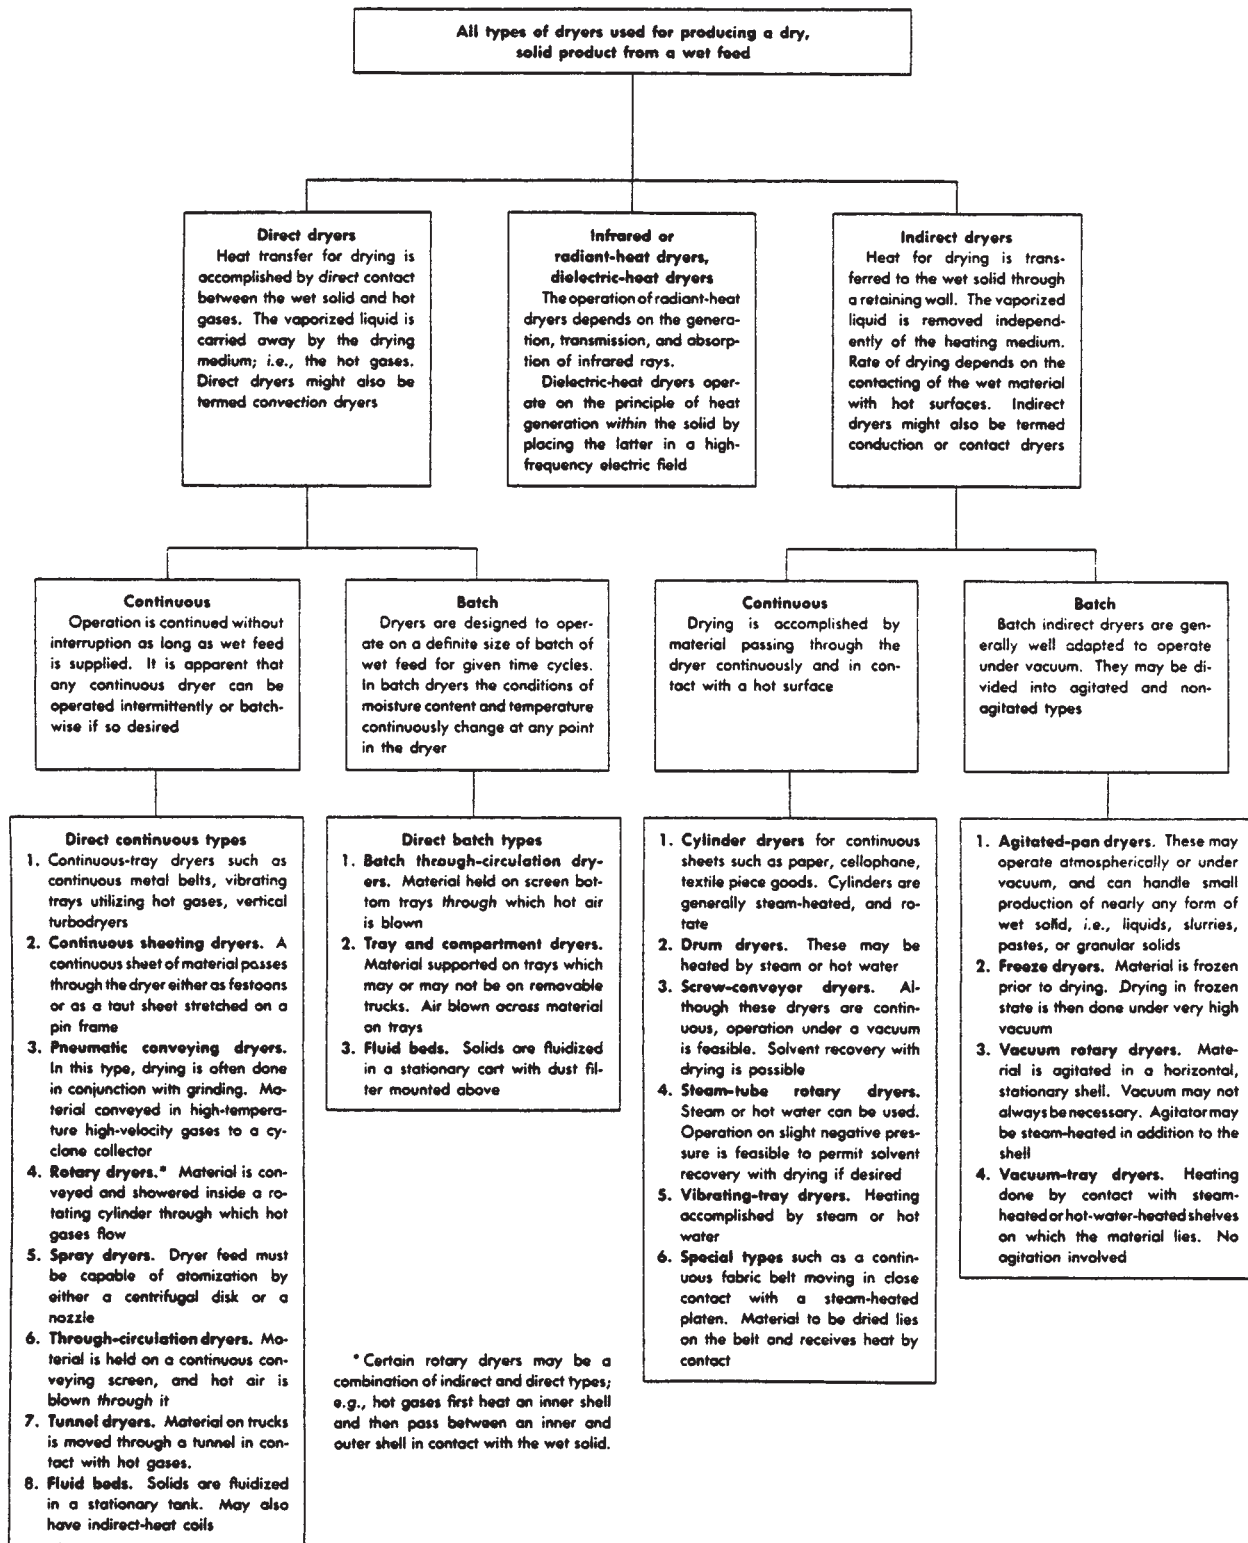 All types of dryers used for producing a dry,
solid product from a wet feed
Direct dryers
Heat transfer for drying is
accomplished by direct contact
between the wet solid and hot
gases. The vaporized liquid is
carried away by the drying
medium; i.e., the hot gases.
Direct dryers might also be
termed convection dryers
Infrared or
radiant-heat dryers,
dielectric-heat dryers
The operation of radiant-heat
dryers depends on the genera-
tion, transmission, and absorp-
tion of infrared rays.
Dielectric-heat dryers oper-
ate on the principle of heat
generation within the solid by
placing the latter in a high-
frequency electric field
Indirect dryers
Heat for drying is trans-
ferred to the wet solid through
a retaining wall. The vaporized
liquid is removed independ-
ently of the heating medium.
Rate of drying depends on the
contacting of the wet material
with hot surfaces. Indirect
dryers might also be termed
conduction or contact dryers
Continuous
Operation is continued without
interruption as long as wet feed
is supplied. It is apparent that
any continuous dryer can be
operated intermittently or batch-
wise if so desired
Batch
Dryers are designed to oper-
ate on a definite size of batch of
wet feed for given time cycles.
In batch dryers the conditions of
moisture content and temperature
continuously change at any point
in the dryer
Continuous
Drying is accomplished by
material passing through the
dryer continuously and in con-
tact with a hot surface
Batch
Batch indirect dryers are gen-
erally well adapted to operate
under vacuum. They may be di-
vided into agitated and non-
agitated types
Direct continuous types
1. Continuous-tray dryers such as
continuous metal belts, vibrating
trays utilizing hot gases, vertical
turbodryers
2. Continuous sheeting dryers. A
continuous sheet of material passes
through the dryer either as festoons
or as a taut sheet stretched on a
pin frame
3. Pneumatic conveying dryers.
In this type, drying is often done
in conjunction with grinding. Ma-
terial conveyed in high-tempera-
ture high-velocity gases to a cy-
clone collector
4. Rotary dryers.* Material is con-
veyed and showered inside a ro-
tating cylinder through which hot
gases flow
5. Spray dryers. Dryer feed must
be capable of atomization by
either a centrifugal disk or a
nozzle
6. Through-circulation dryers. Ma-
terial is held on a continuous con-
veying screen, and hot air is
blown through it
7. Tunnel dryers. Material on trucks
is moved through a tunnel in con-
tact with hot gases.
8. Fluid beds. Solids are fluidized
in a stationary tank. May also
have indirect-heat coils
Direct batch types
1. Batch through-circulation dry-
ers. Material held on screen bot-
tom trays through which hot air
is blown
2. Tray and compartment dryers.
Material supported on trays which
may or may not be on removable
trucks. Air blown across material
on trays
3. Fluid beds. Solids are fluidized
in a stationary cart with dust fil-
ter mounted above
* Certain rotary dryers may be a
combination of indirect and direct types;
e.g., hot gases first heat an inner shell
and then pass between an inner and
outer shell in contact with the wet solid.
1. Cylinder dryers for continuous
sheets such as paper, cellophane,
textile piece goods. Cylinders are
generally steam-heated, and ro-
tate
2. Drum dryers. These may be
heated by steam or hot water
3. Screw-conveyor dryers. Al-
though these dryers are contin-
uous, operation under a vacuum
is feasible. Solvent recovery with
drying is possible
4. Steam-tube rotary dryers.
Steam or hot water can be used.
Operation on slight negative pres-
sure is feasible to permit solvent
recovery with drying if desired
5. Vibrating-tray dryers. Heating
accomplished by steam or hot
water
6. Special types such as a contin-
uous fabric belt moving in close
contact with a steam-heated
platen. Material to be dried lies
on the belt and receives heat by
contact
1. Agitated-pan dryers. These may
operate atmospherically or under
vacuum, and can handle small
production of nearly any form of
wet solid, i.e., liquids, slurries,
pastes, or granular solids
2. Freeze dryers. Material is frozen
prior to drying. Drying in frozen
state is then done under very high
vacuum
3. Vacuum rotary dryers. Mate-
rial is agitated in a horizontal,
stationary shell. Vacuum may not
always be necessary. Agitator may
be steam-heated in addition to the
shell
4. Vacuum-tray dryers. Heating
done by contact with steam-
heated or hot-water-heated shelves
on which the material lies. No
agitation involved